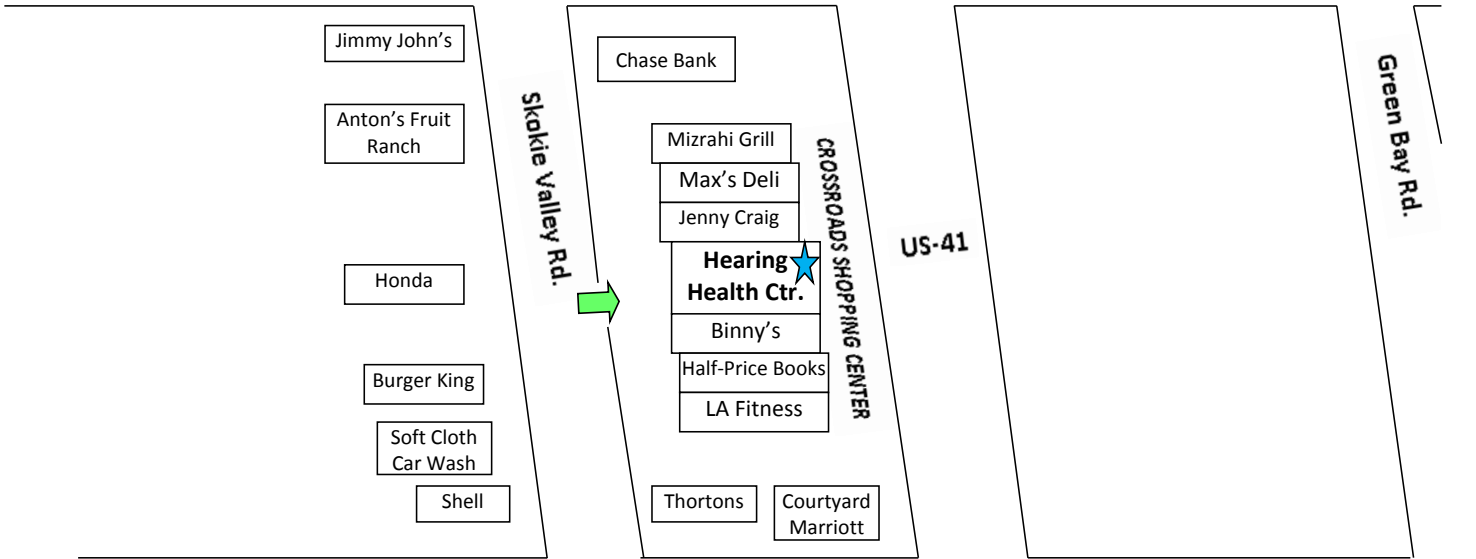 Jimmy John's
Anton's Fruit
Ranch
Honda
Burger King
Soft Cloth
Car Wash
Shell
Skokie Valley Rd.
Chase Bank
Mizrahi Grill
Max's Deli
Jenny Craig
Hearing
Health Ctr.
Binny's
Half-Price Books
LA Fitness
CROSSROADS SHOPPING CENTER
Thortons
Courtyard
Marriott
US-41
Green Bay Rd.